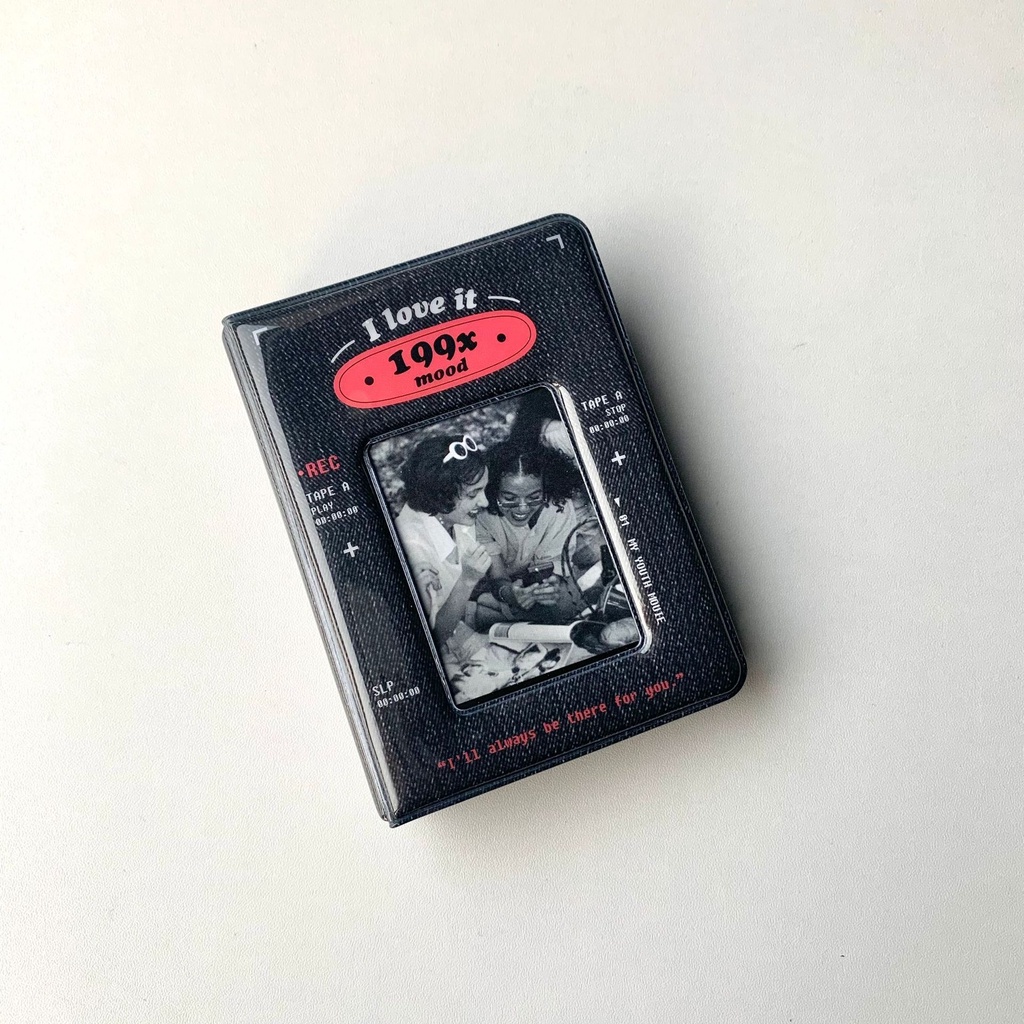 I love it
199x
mood
•REC
TAPE A
PLAY
00:00:00
TAPE A
STOP
00:00:00
01 MY YOUTH MOVIE
SLP
00:00:00
“I'll always be there for you.”